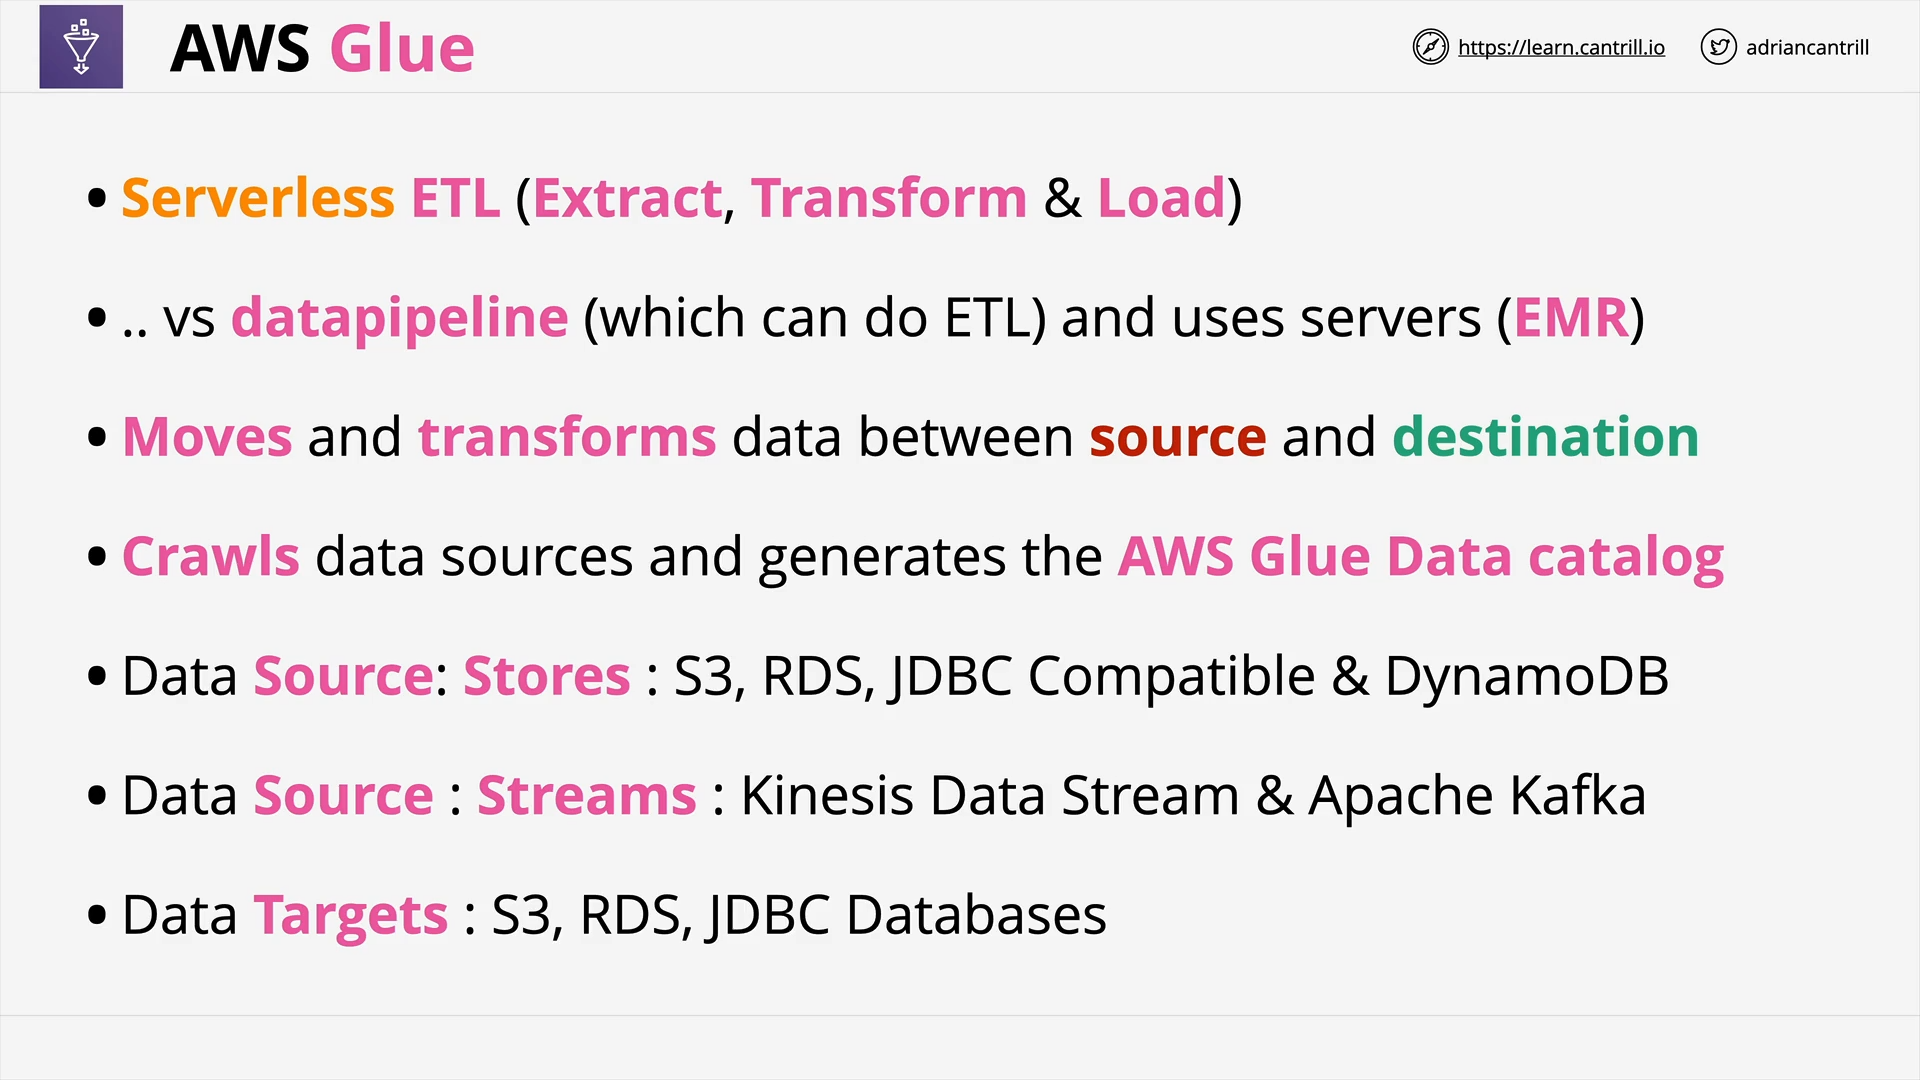 AWS Glue
https://learn.cantrill.io
adriancantrill
• Serverless ETL (Extract, Transform & Load)
• .. vs datapipeline (which can do ETL) and uses servers (EMR)
• Moves and transforms data between source and destination
• Crawls data sources and generates the AWS Glue Data catalog
• Data Source: Stores : S3, RDS, JDBC Compatible & DynamoDB
• Data Source : Streams : Kinesis Data Stream & Apache Kafka
• Data Targets : S3, RDS, JDBC Databases